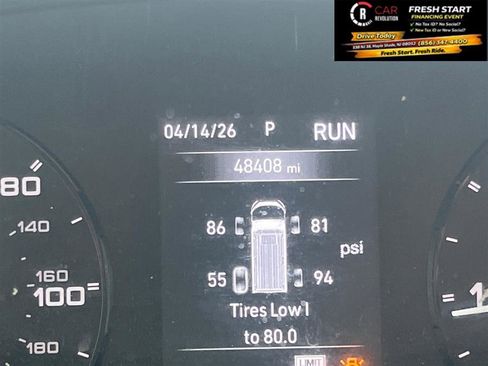 R
CAR
REVOLUTION
FRESH START
FINANCING EVENT
✓ No Tax ID? No Social?
✓ New Tax ID or New Social?
Drive Today
(856) 347-4400
Fresh Start. Fresh Ride.
04/14/26 P RUN
48408 mi
86 81
psi
55 94
Tires Low!
to 80.0
LIMIT
80
140
160
100
180
1